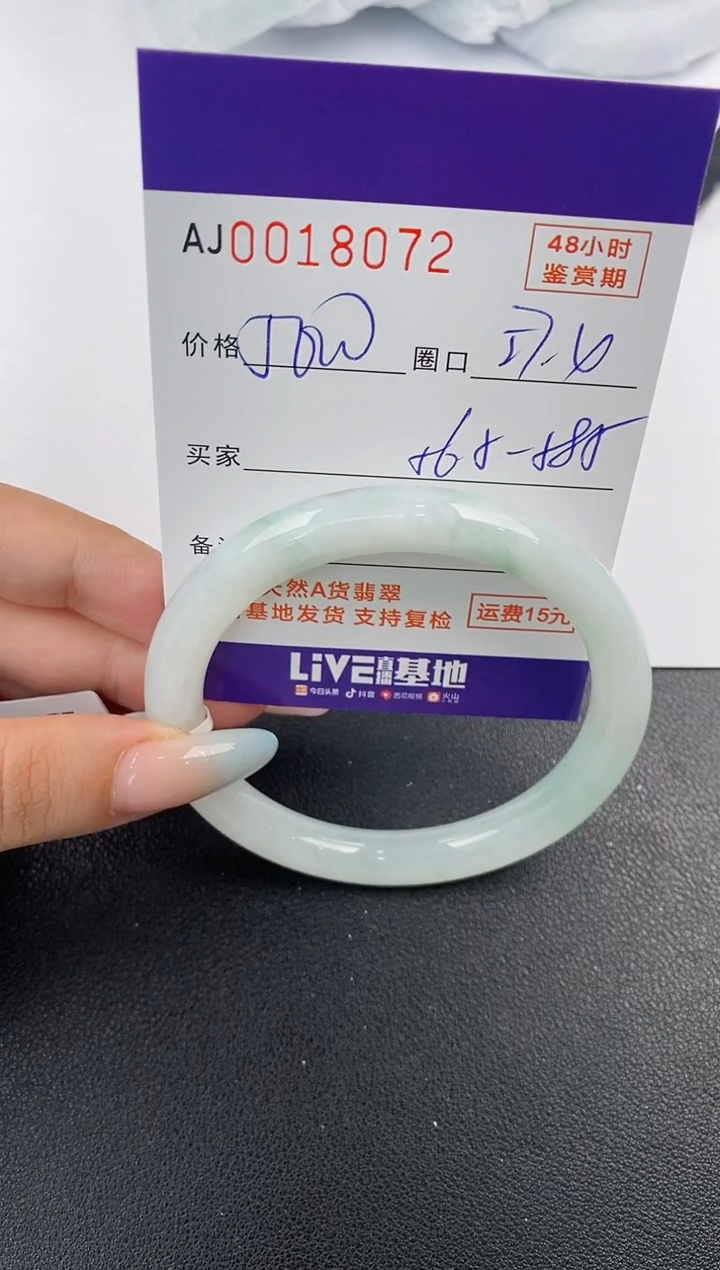 AJ0018072
48小时
鉴赏期
价格 圈口 57.4
买家
天然A货翡翠
基地发货 支持复检 运费15元
LiVE直播基地
今日头条 抖音 西瓜视频 火山